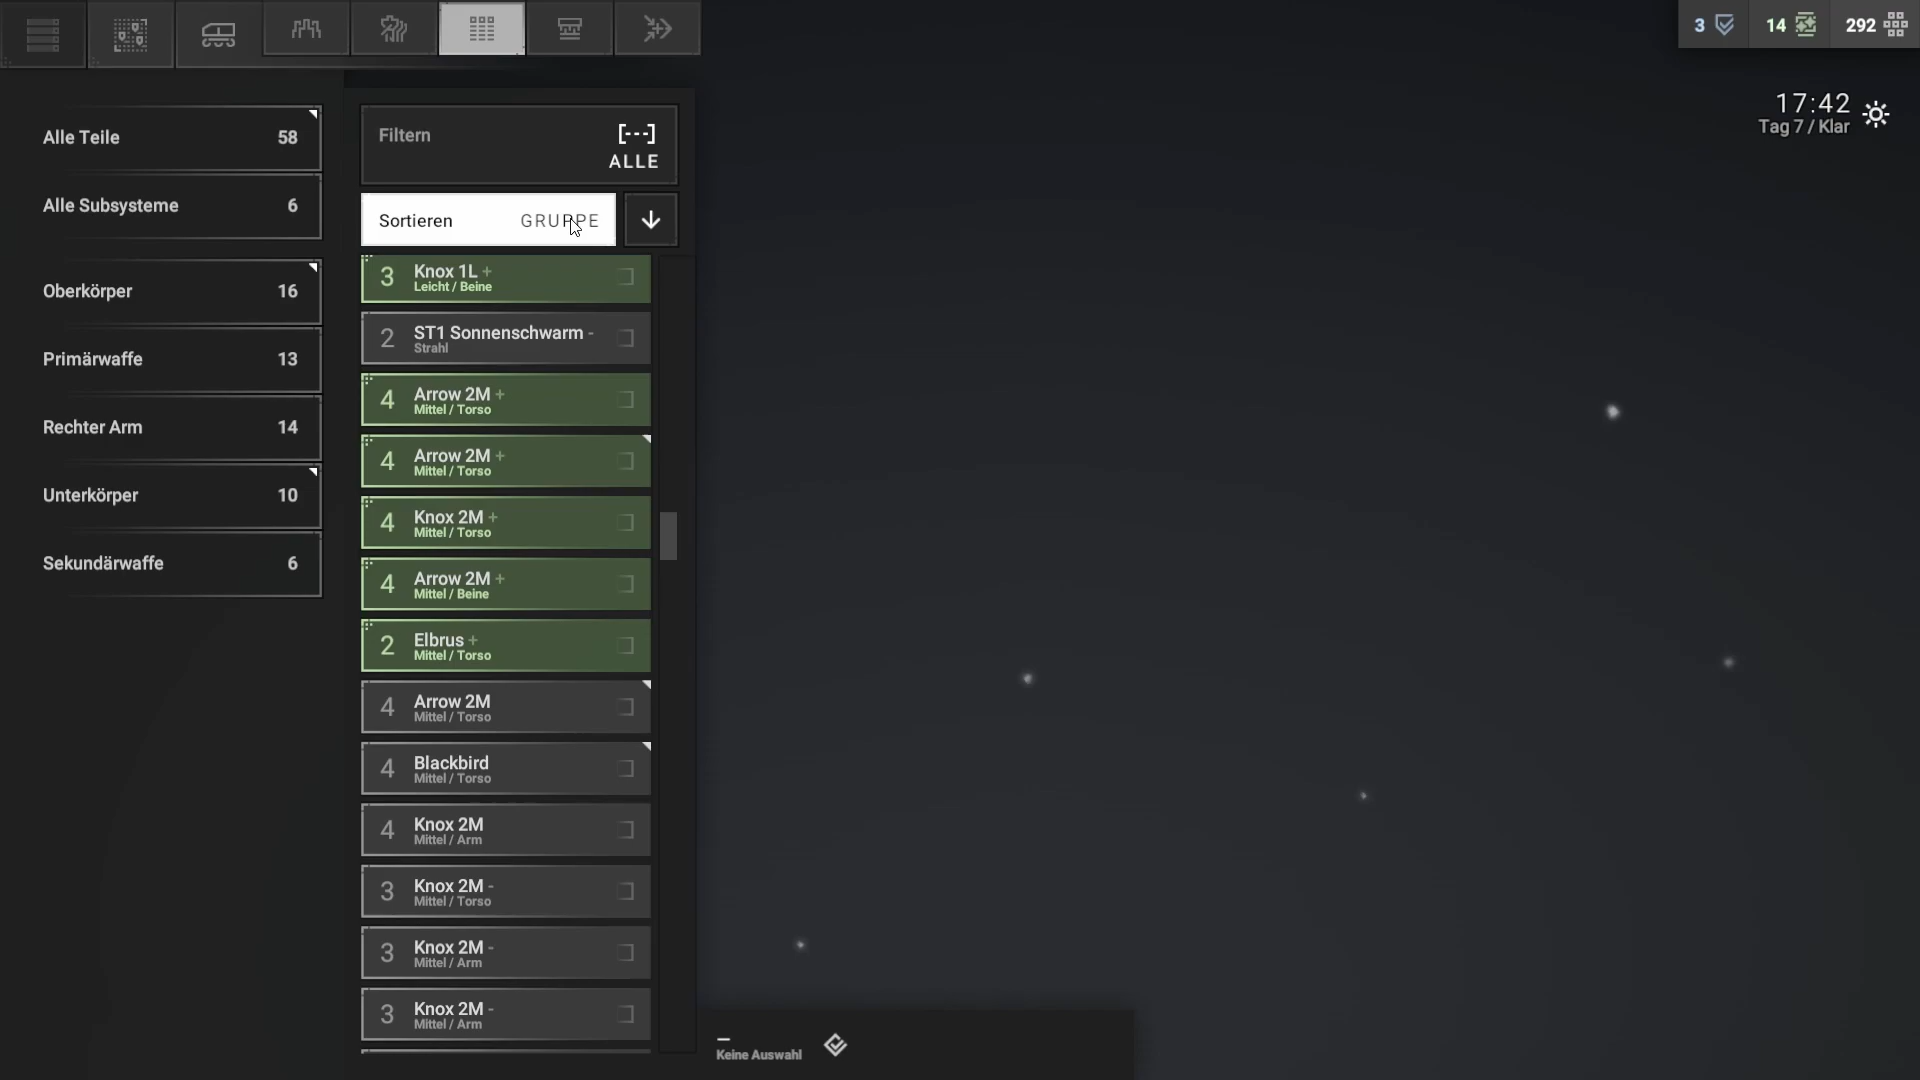 3
14
292
17:42
Tag 7 / Klar
Alle Teile 58
Alle Subsysteme 6
Oberkörper 16
Primärwaffe 13
Rechter Arm 14
Unterkörper 10
Sekundärwaffe 6
Filtern [---]
ALLE
Sortieren GRUPPE
3 Knox 1L +
Leicht / Beine
2 ST1 Sonnenschwarm -
Strahl
4 Arrow 2M +
Mittel / Torso
4 Arrow 2M +
Mittel / Torso
4 Knox 2M +
Mittel / Torso
4 Arrow 2M +
Mittel / Beine
2 Elbrus +
Mittel / Torso
4 Arrow 2M
Mittel / Torso
4 Blackbird
Mittel / Torso
4 Knox 2M
Mittel / Arm
3 Knox 2M -
Mittel / Torso
3 Knox 2M -
Mittel / Arm
3 Knox 2M -
Mittel / Arm
–
Keine Auswahl